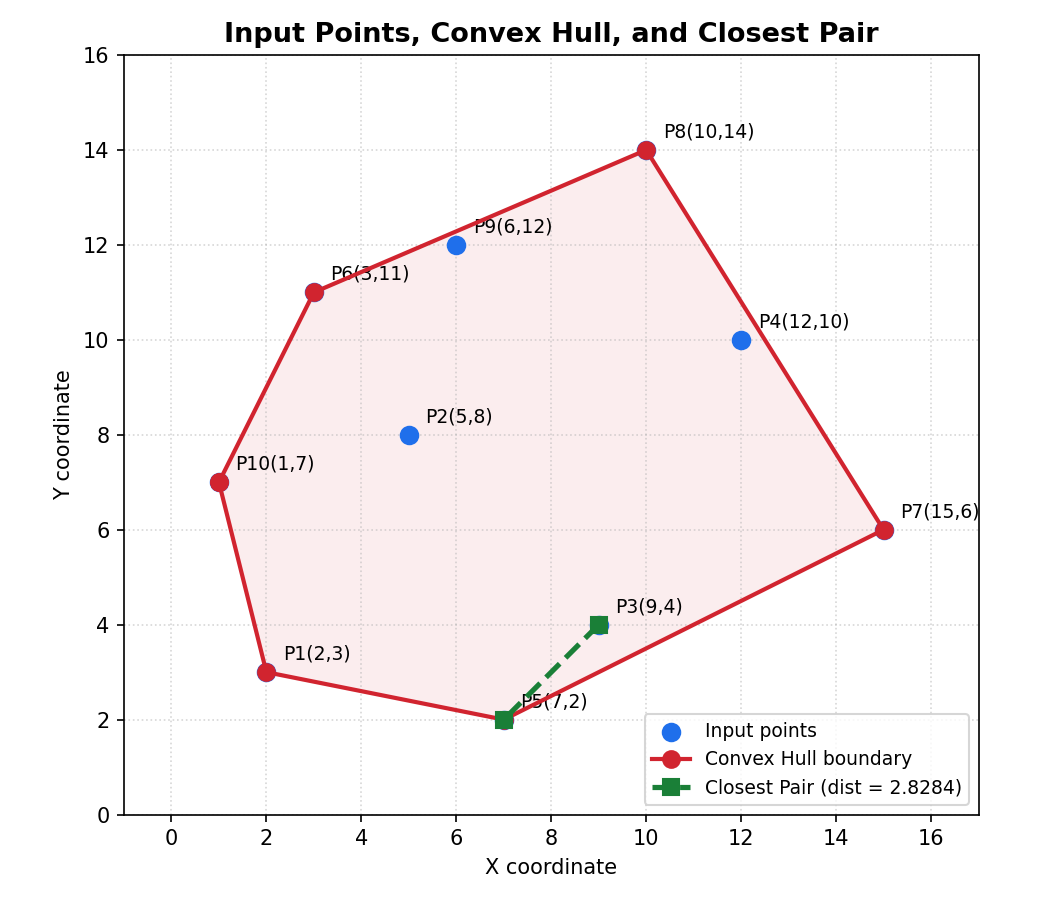 Input Points, Convex Hull, and Closest Pair
16
14
12
10
8
6
4
2
0
Y coordinate
P8(10,14)
P9(6,12)
P6(3,11)
P4(12,10)
P2(5,8)
P10(1,7)
P7(15,6)
P3(9,4)
P1(2,3)
P5(7,2)
Input points
Convex Hull boundary
Closest Pair (dist = 2.8284)
0 2 4 6 8 10 12 14 16
X coordinate